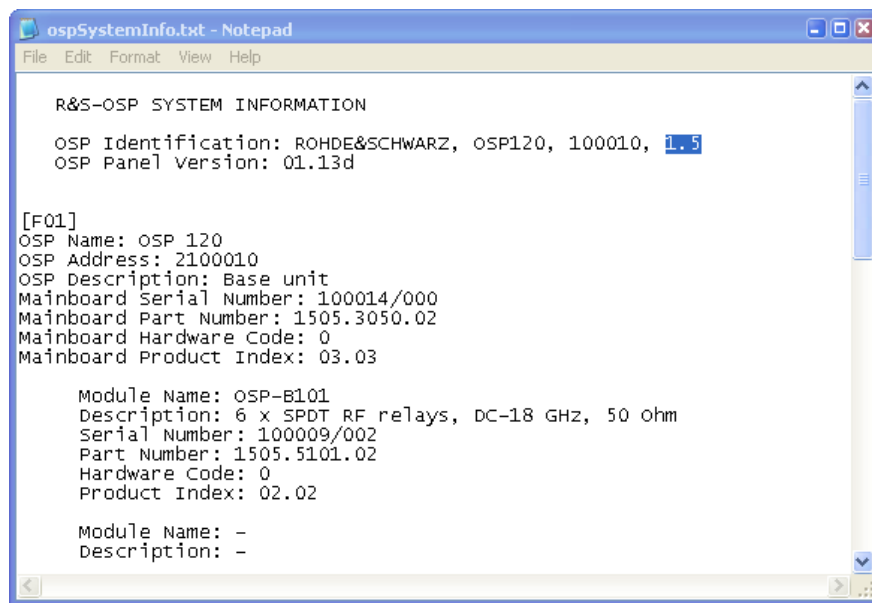 ospSystemInfo.txt - Notepad
File Edit Format View Help
R&S-OSP SYSTEM INFORMATION
OSP Identification: ROHDE&SCHWARZ, OSP120, 100010, 1.5
OSP Panel Version: 01.13d
[F01]
OSP Name: OSP 120
OSP Address: 2100010
OSP Description: Base unit
Mainboard Serial Number: 100014/000
Mainboard Part Number: 1505.3050.02
Mainboard Hardware Code: 0
Mainboard Product Index: 03.03
Module Name: OSP-B101
Description: 6 x SPDT RF relays, DC-18 GHz, 50 Ohm
Serial Number: 100009/002
Part Number: 1505.5101.02
Hardware Code: 0
Product Index: 02.02
Module Name: -
Description: -